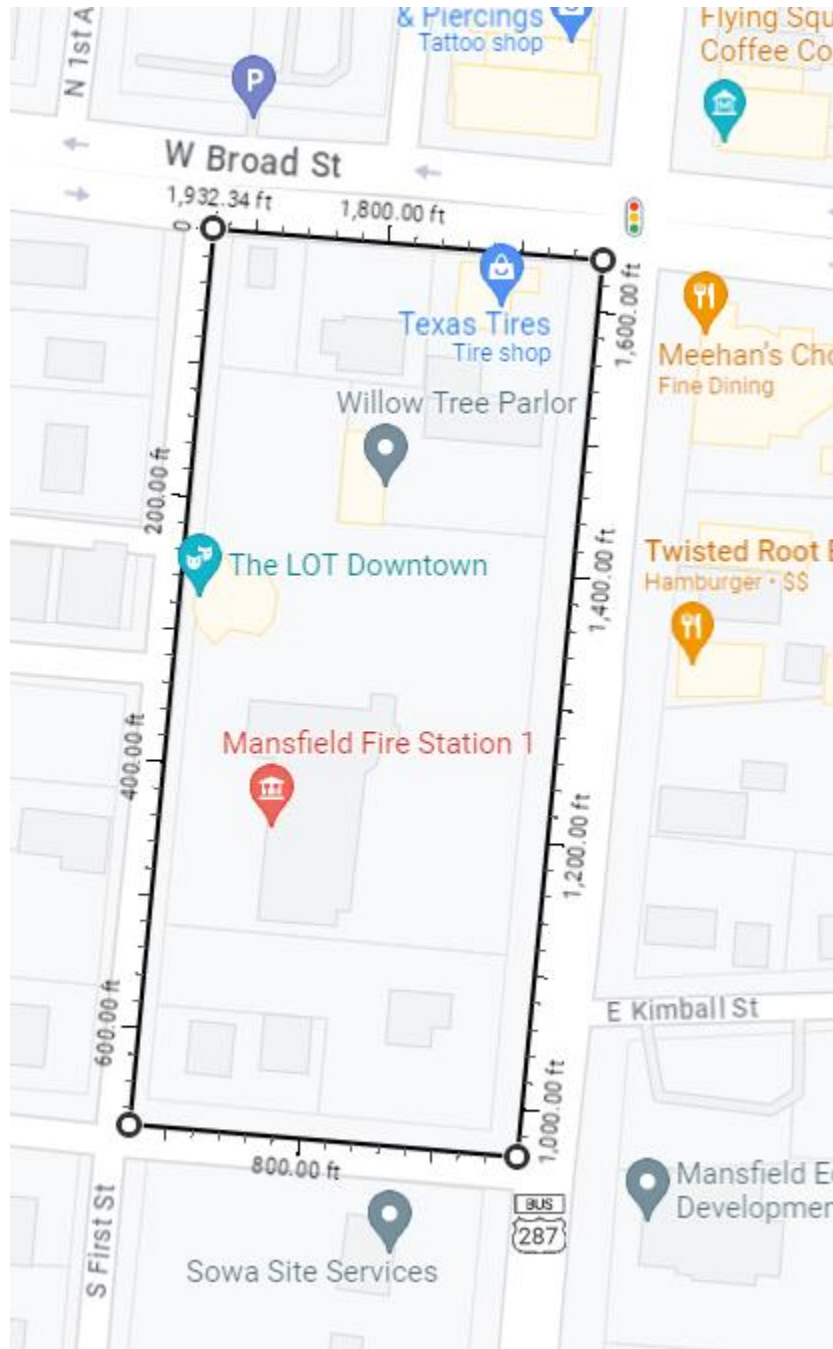 & Piercings
Tattoo shop
Flying Squ
Coffee Co
N 1st A
P
W Broad St
1,932.34 ft
1,800.00 ft
0
1,600.00 ft
Texas Tires
Tire shop
Meehan's Cho
Fine Dining
Willow Tree Parlor
200.00 ft
1,400.00 ft
Twisted Root B
Hamburger · $$
The LOT Downtown
400.00 ft
Mansfield Fire Station 1
1,200.00 ft
600.00 ft
E Kimball St
1,000.00 ft
800.00 ft
Mansfield Ec
Developmen
BUS
287
S First St
Sowa Site Services